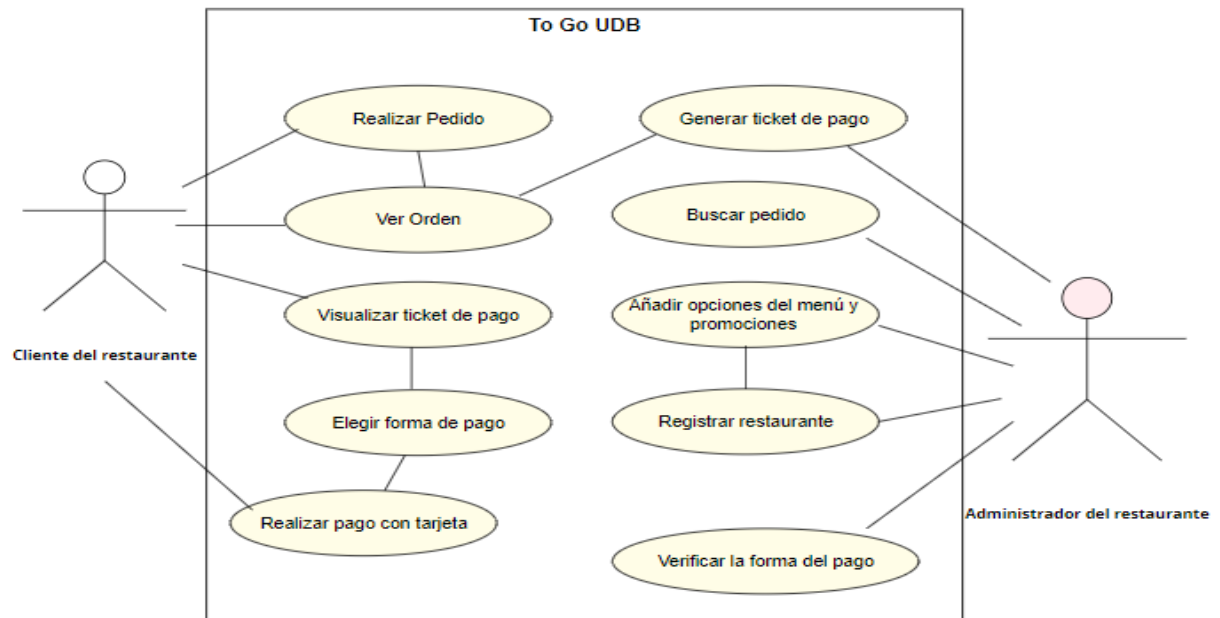 To Go UDB
Realizar Pedido
Generar ticket de pago
Ver Orden
Buscar pedido
Visualizar ticket de pago
Añadir opciones del menú y
promociones
Cliente del restaurante
Elegir forma de pago
Registrar restaurante
Realizar pago con tarjeta
Administrador del restaurante
Verificar la forma del pago